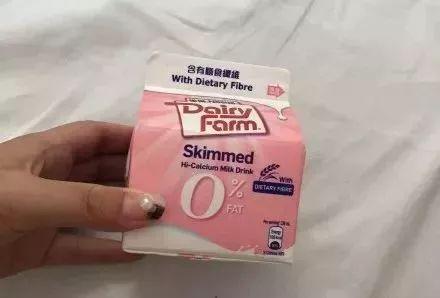 含有膳食纖維
With Dietary Fibre
Dairy
Farm
Skimmed
Hi-Calcium Milk Drink
0%
FAT
With
DIETARY FIBRE
Energy